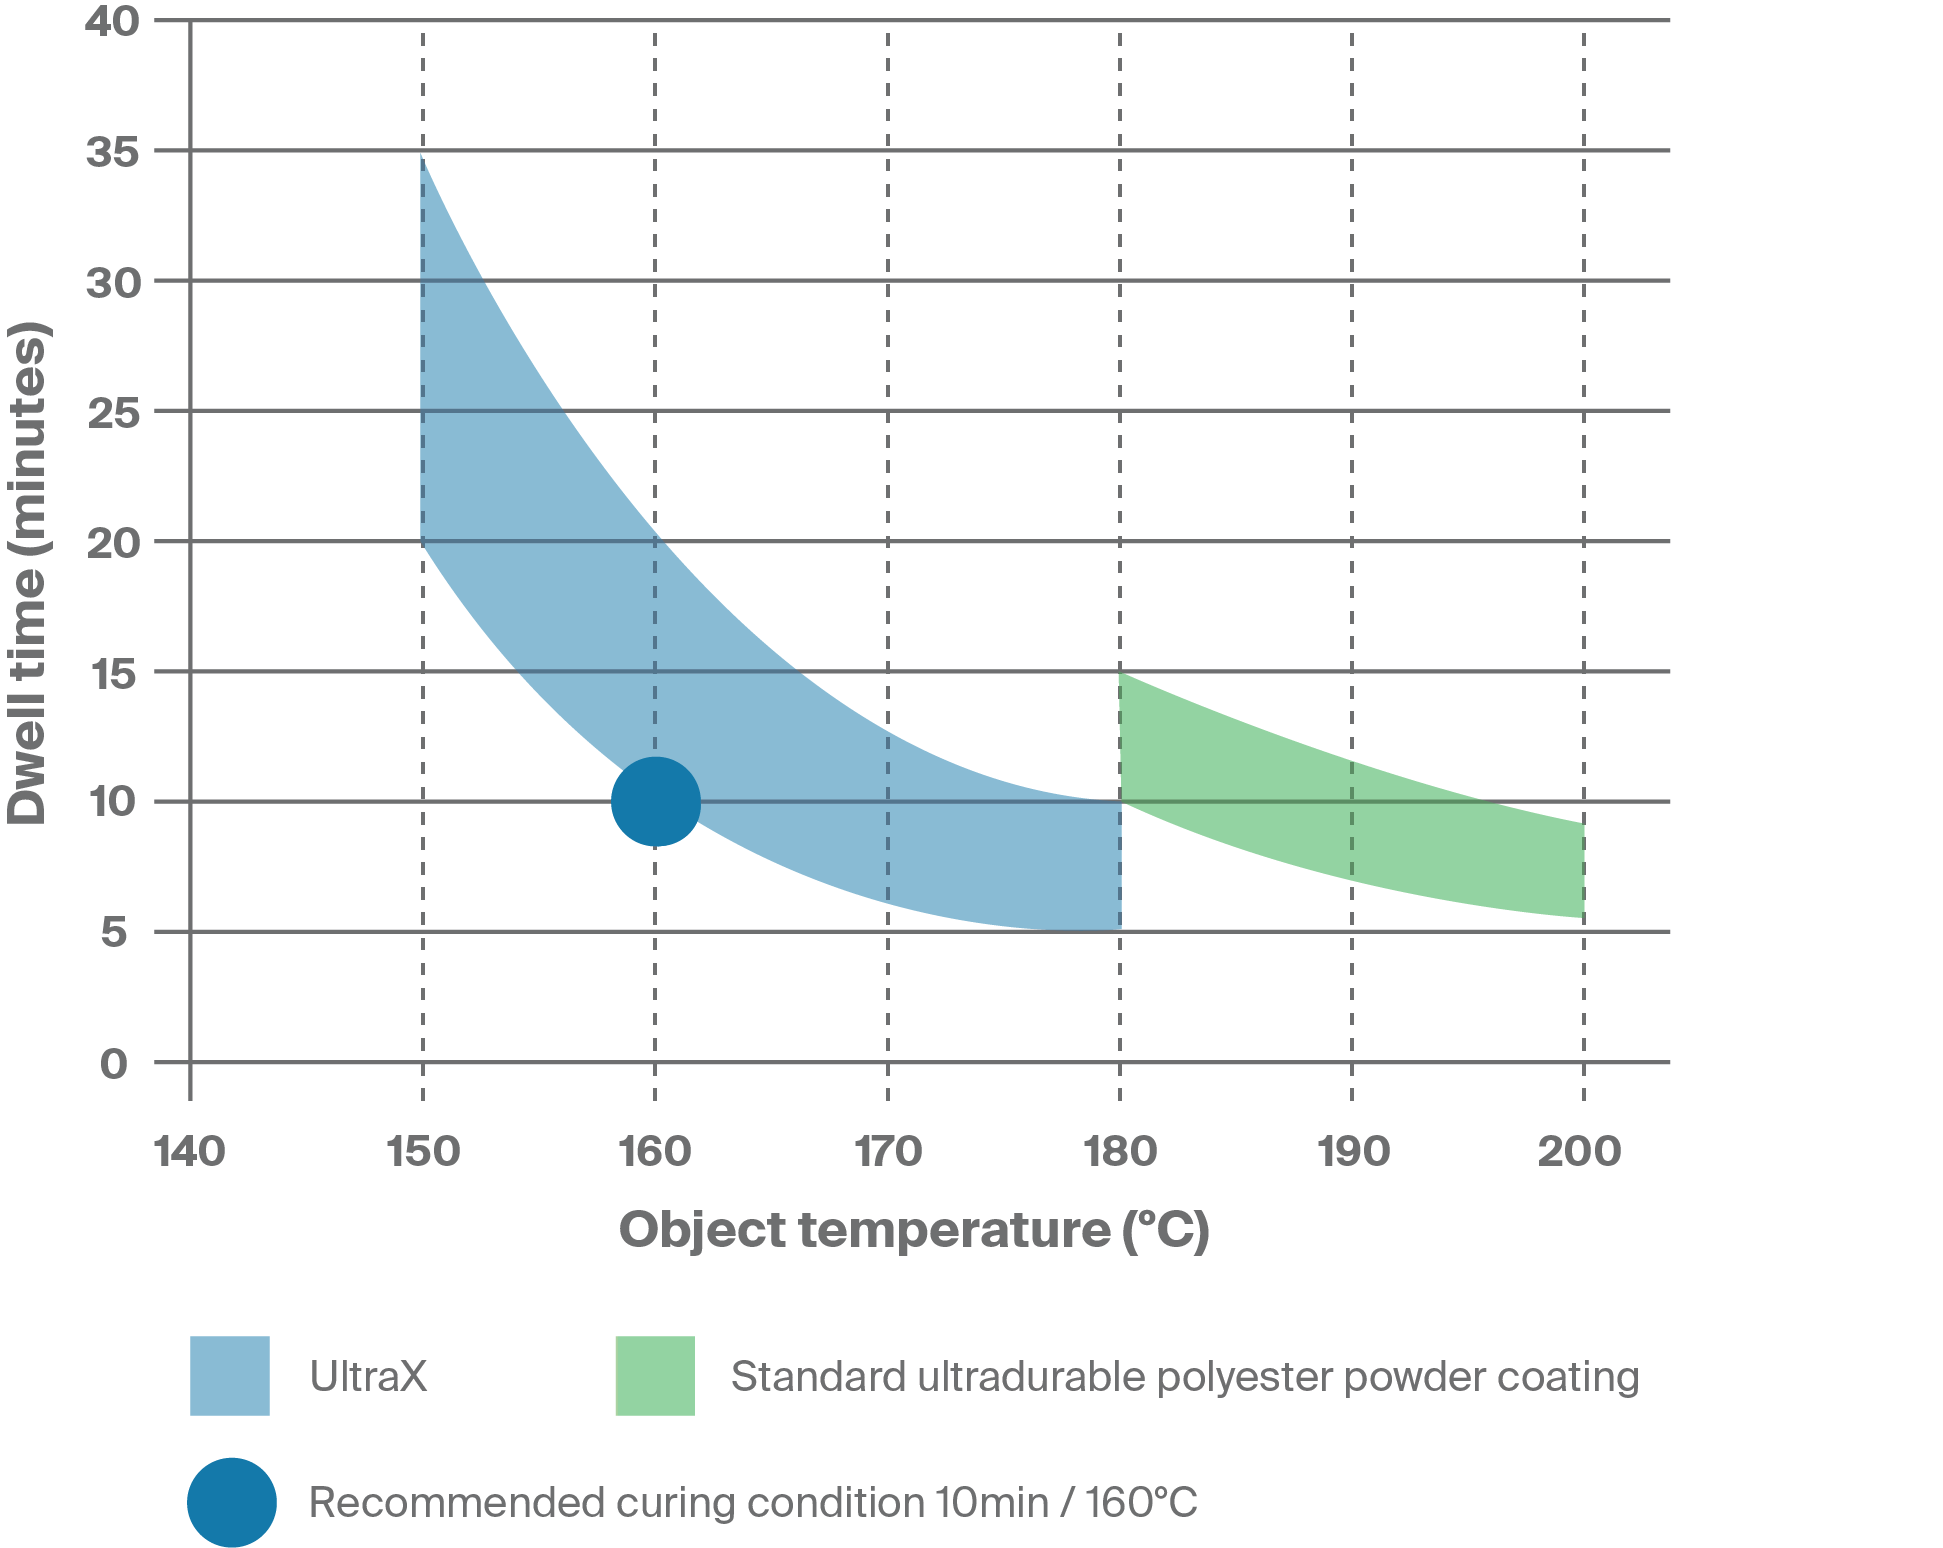 40
35
30
25
20
15
10
5
0
Dwell time (minutes)
140 150 160 170 180 190 200
Object temperature (°C)
UltraX
Standard ultradurable polyester powder coating
Recommended curing condition 10min / 160°C